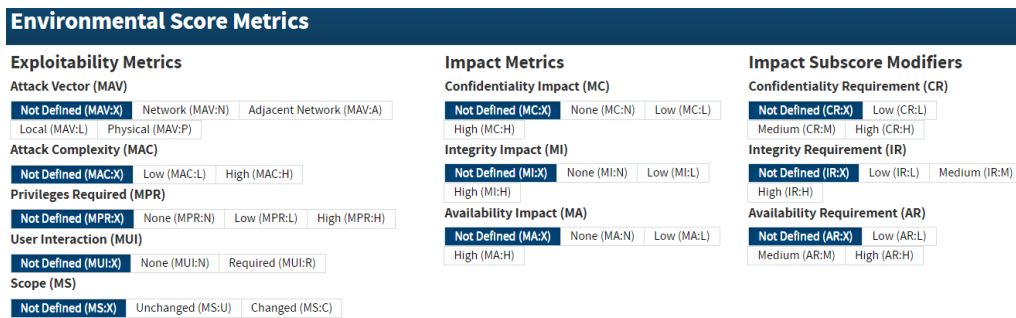 Environmental Score Metrics
Exploitability Metrics
Attack Vector (MAV)
Not Defined (MAV:X) Network (MAV:N) Adjacent Network (MAV:A)
Local (MAV:L) Physical (MAV:P)
Attack Complexity (MAC)
Not Defined (MAC:X) Low (MAC:L) High (MAC:H)
Privileges Required (MPR)
Not Defined (MPR:X) None (MPR:N) Low (MPR:L) High (MPR:H)
User Interaction (MUI)
Not Defined (MUI:X) None (MUI:N) Required (MUI:R)
Scope (MS)
Not Defined (MS:X) Unchanged (MS:U) Changed (MS:C)
Impact Metrics
Confidentiality Impact (MC)
Not Defined (MC:X) None (MC:N) Low (MC:L)
High (MC:H)
Integrity Impact (MI)
Not Defined (MI:X) None (MI:N) Low (MI:L)
High (MI:H)
Availability Impact (MA)
Not Defined (MA:X) None (MA:N) Low (MA:L)
High (MA:H)
Impact Subscore Modifiers
Confidentiality Requirement (CR)
Not Defined (CR:X) Low (CR:L)
Medium (CR:M) High (CR:H)
Integrity Requirement (IR)
Not Defined (IR:X) Low (IR:L) Medium (IR:M)
High (IR:H)
Availability Requirement (AR)
Not Defined (AR:X) Low (AR:L)
Medium (AR:M) High (AR:H)